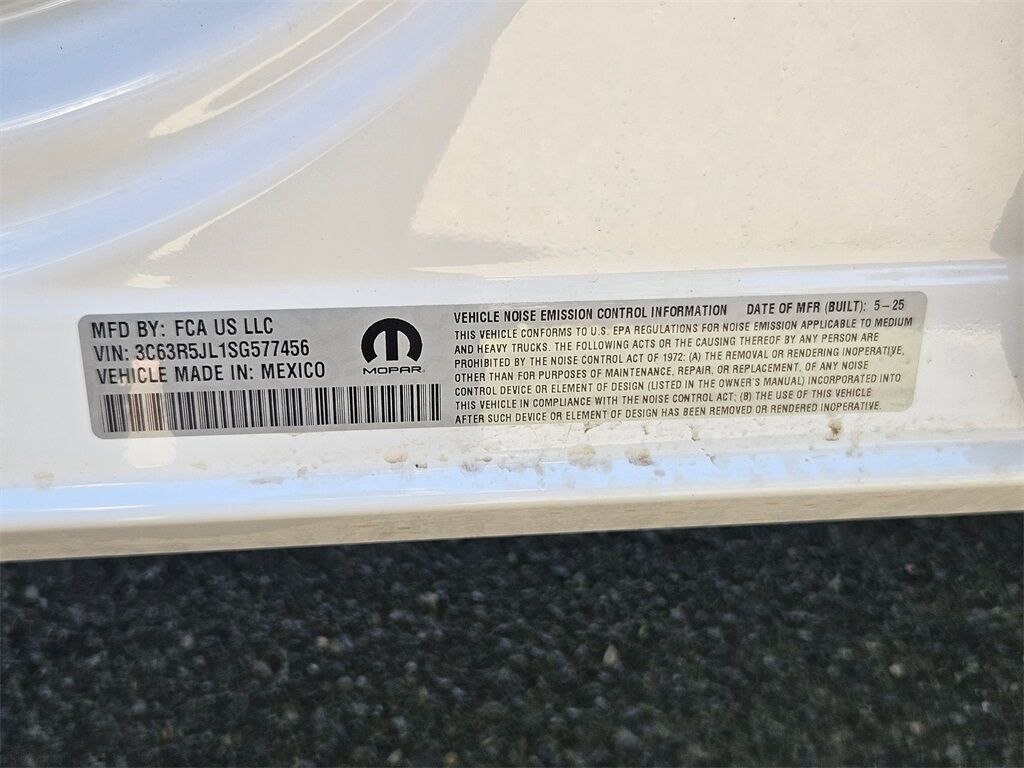 MFD BY: FCA US LLC
VIN: 3C63R5JL1SG577456
VEHICLE MADE IN: MEXICO
MOPAR
VEHICLE NOISE EMISSION CONTROL INFORMATION DATE OF MFR (BUILT): 5-25
THIS VEHICLE CONFORMS TO U.S. EPA REGULATIONS FOR NOISE EMISSION APPLICABLE TO MEDIUM
AND HEAVY TRUCKS. THE FOLLOWING ACTS OR THE CAUSING THEREOF BY ANY PERSON ARE
PROHIBITED BY THE NOISE CONTROL ACT OF 1972: (A) THE REMOVAL OR RENDERING INOPERATIVE,
OTHER THAN FOR PURPOSES OF MAINTENANCE, REPAIR, OR REPLACEMENT, OF ANY NOISE
CONTROL DEVICE OR ELEMENT OF DESIGN (LISTED IN THE OWNER'S MANUAL) INCORPORATED INTO
THIS VEHICLE IN COMPLIANCE WITH THE NOISE CONTROL ACT; (B) THE USE OF THIS VEHICLE
AFTER SUCH DEVICE OR ELEMENT OF DESIGN HAS BEEN REMOVED OR RENDERED INOPERATIVE.